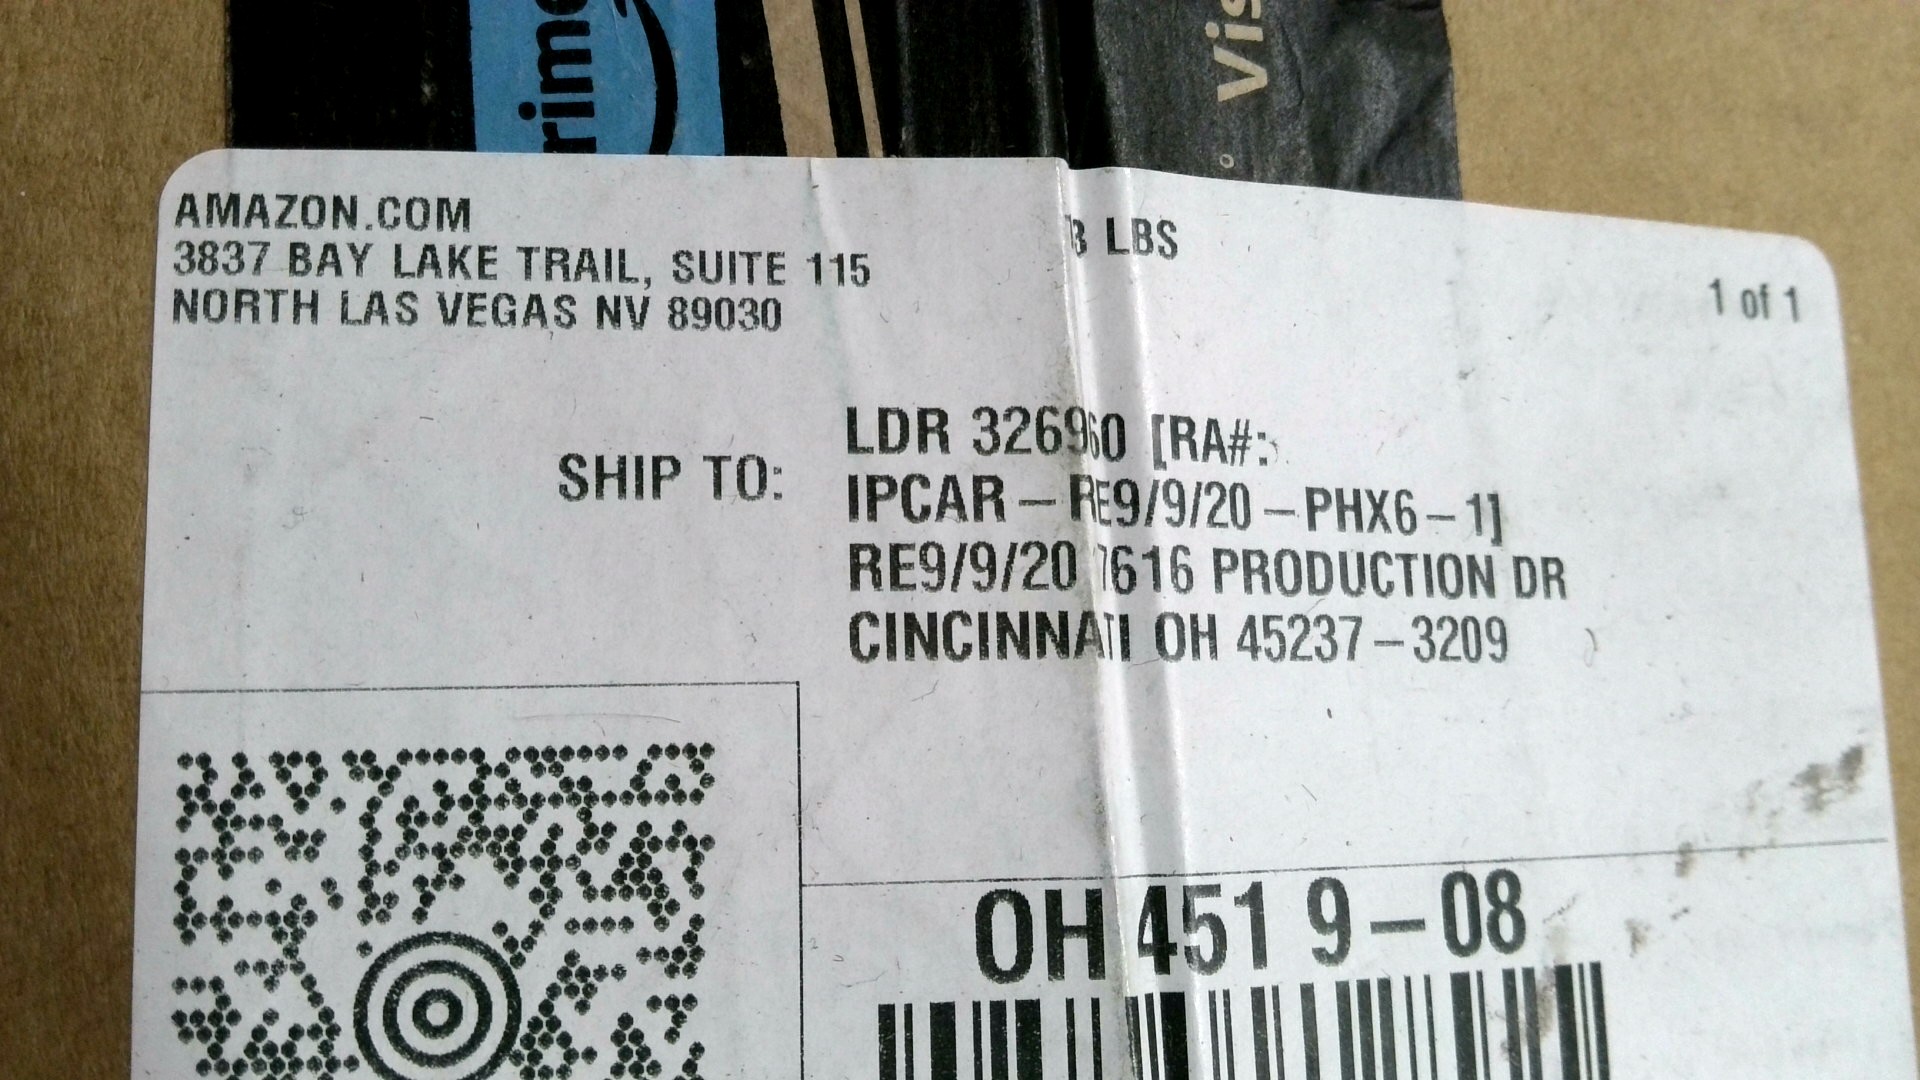 rime
Vis
AMAZON.COM
3837 BAY LAKE TRAIL, SUITE 115
NORTH LAS VEGAS NV 89030
LBS
1 of 1
SHIP TO:
LDR 326960 [RA#:
IPCAR – RE9/9/20 – PHX6 – 1]
RE9/9/20 7616 PRODUCTION DR
CINCINNATI OH 45237 – 3209
OH 451 9 – 08